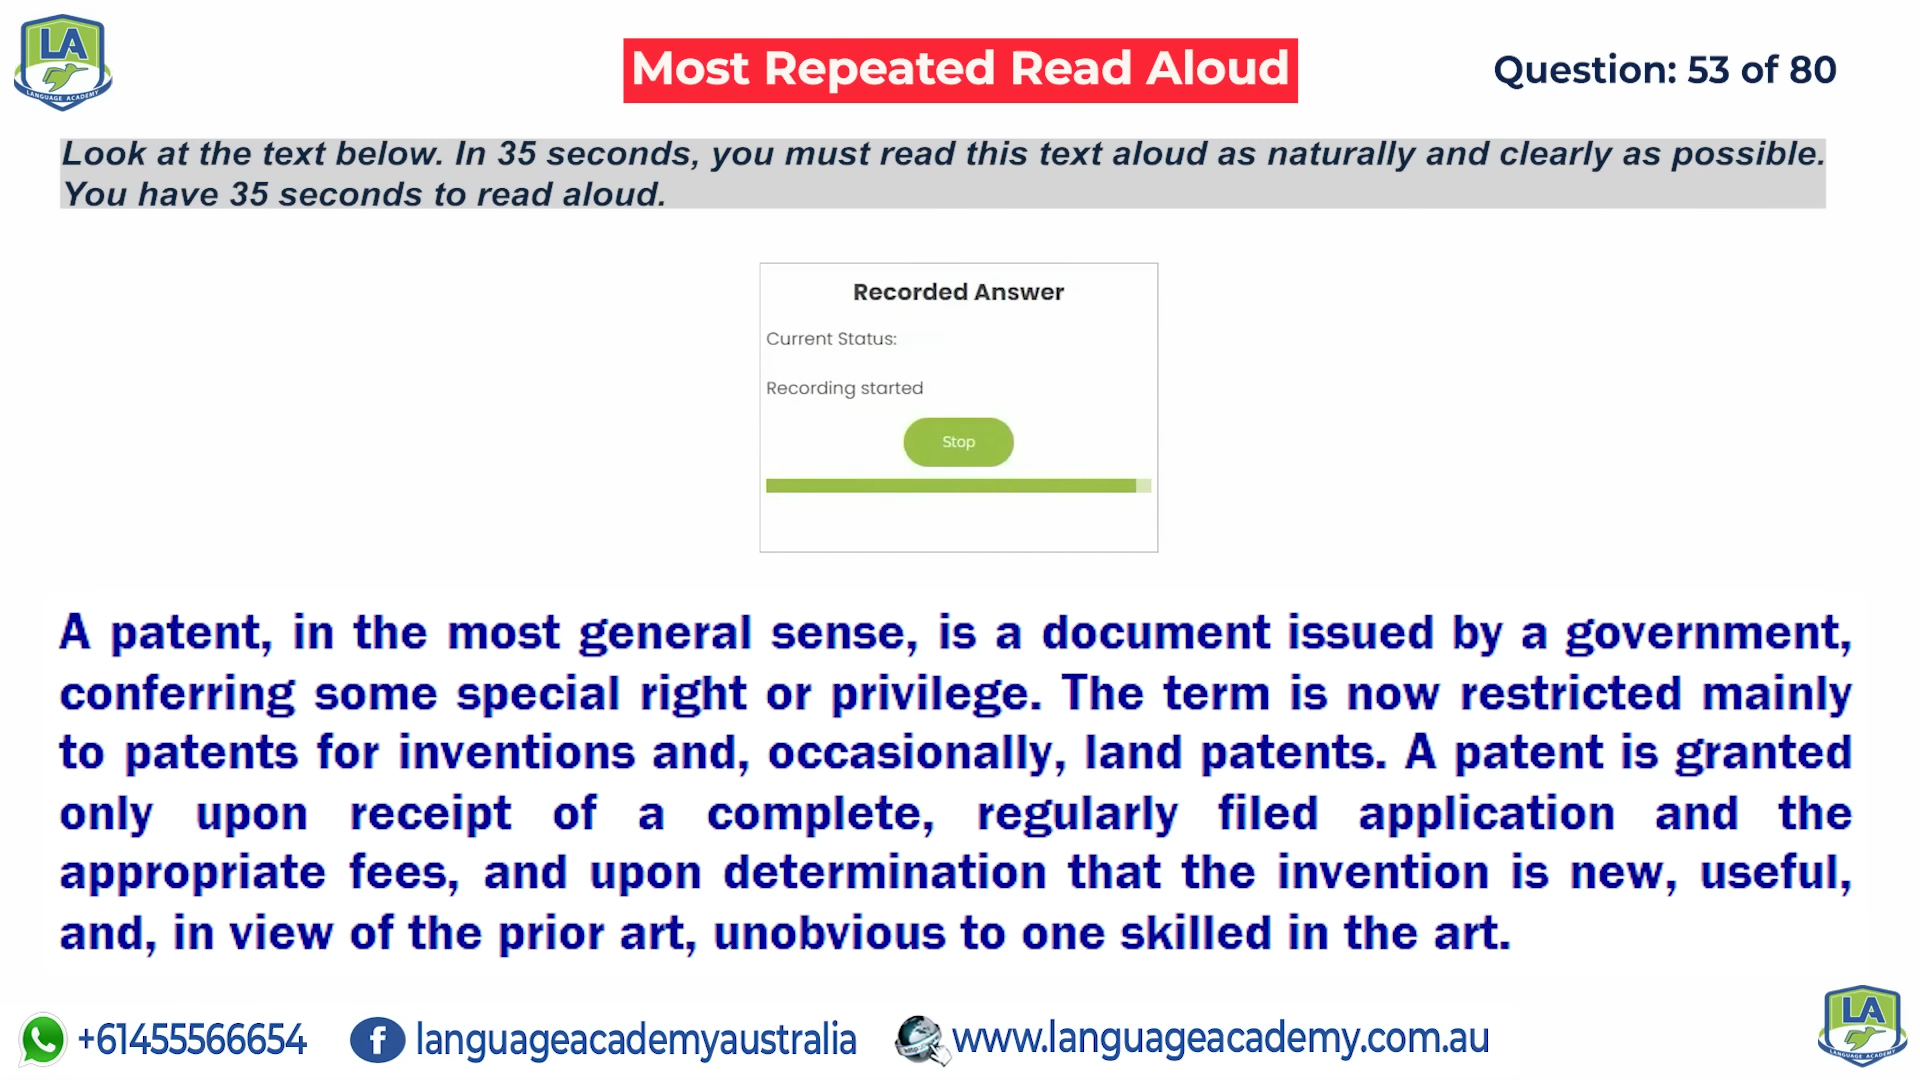 LA
LANGUAGE ACADEMY
Most Repeated Read Aloud
Question: 53 of 80
Look at the text below. In 35 seconds, you must read this text aloud as naturally and clearly as possible.
You have 35 seconds to read aloud.
Recorded Answer
Current Status:
Recording started
Stop
A patent, in the most general sense, is a document issued by a government,
conferring some special right or privilege. The term is now restricted mainly
to patents for inventions and, occasionally, land patents. A patent is granted
only upon receipt of a complete, regularly filed application and the
appropriate fees, and upon determination that the invention is new, useful,
and, in view of the prior art, unobvious to one skilled in the art.
+61455566654
f languageacademyaustralia
http:// www.languageacademy.com.au
LA
LANGUAGE ACADEMY